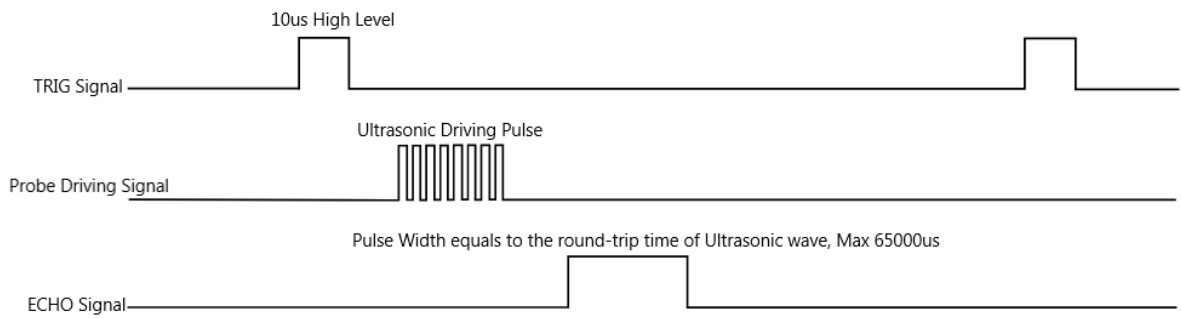 10us High Level
TRIG Signal
Ultrasonic Driving Pulse
Probe Driving Signal
Pulse Width equals to the round-trip time of Ultrasonic wave, Max 65000us
ECHO Signal